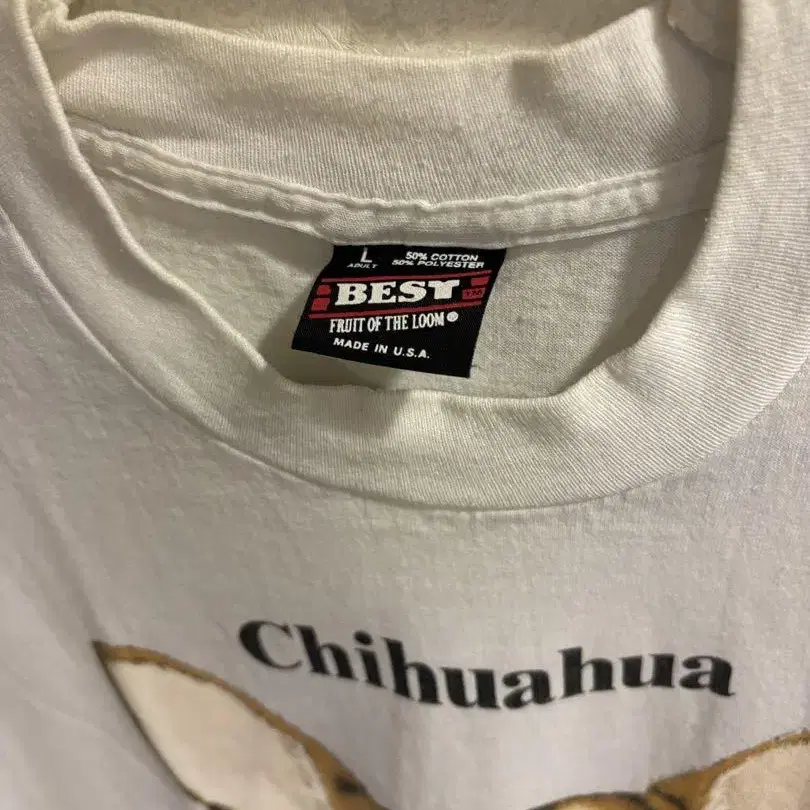 L
ADULT
50% COTTON
50% POLYESTER
BEST
FRUIT OF THE LOOM®
MADE IN U.S.A.
Chihuahua